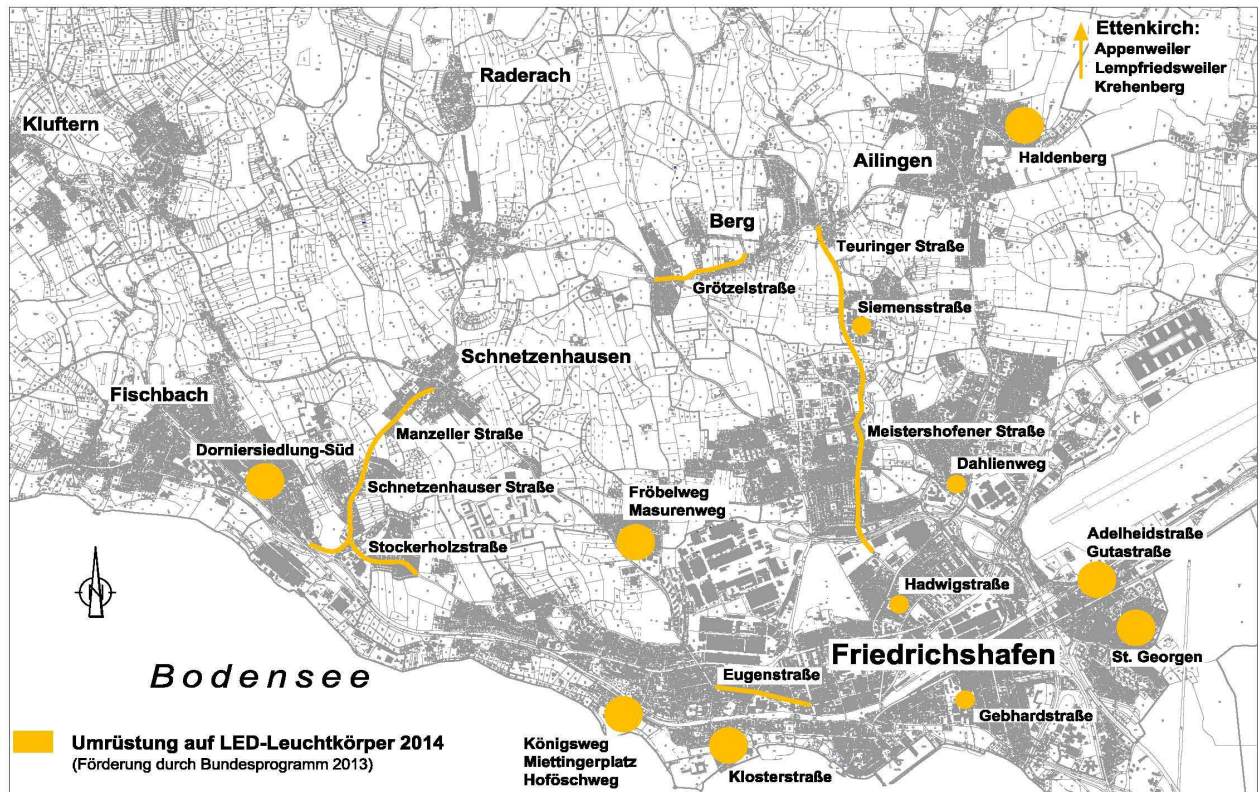 Ettenkirch:
Appenweiler
Lempfriedsweiler
Krehenberg
Raderach
Kluftern
Ailingen
Haldenberg
Berg
Teuringer Straße
Grötzelstraße
Siemensstraße
Schnetzenhausen
Fischbach
Manzeller Straße
Meistershofener Straße
Dorniersiedlung-Süd
Dahlienweg
Schnetzenhauser Straße
Fröbelweg
Masurenweg
Adelheidstraße
Gutastraße
Stockerholzstraße
Hadwigstraße
Friedrichshafen
St. Georgen
Bodensee
Eugenstraße
Gebhardstraße
Königsweg
Miettingerplatz
Hoföschweg
Klosterstraße
Umrüstung auf LED-Leuchtkörper 2014
(Förderung durch Bundesprogramm 2013)